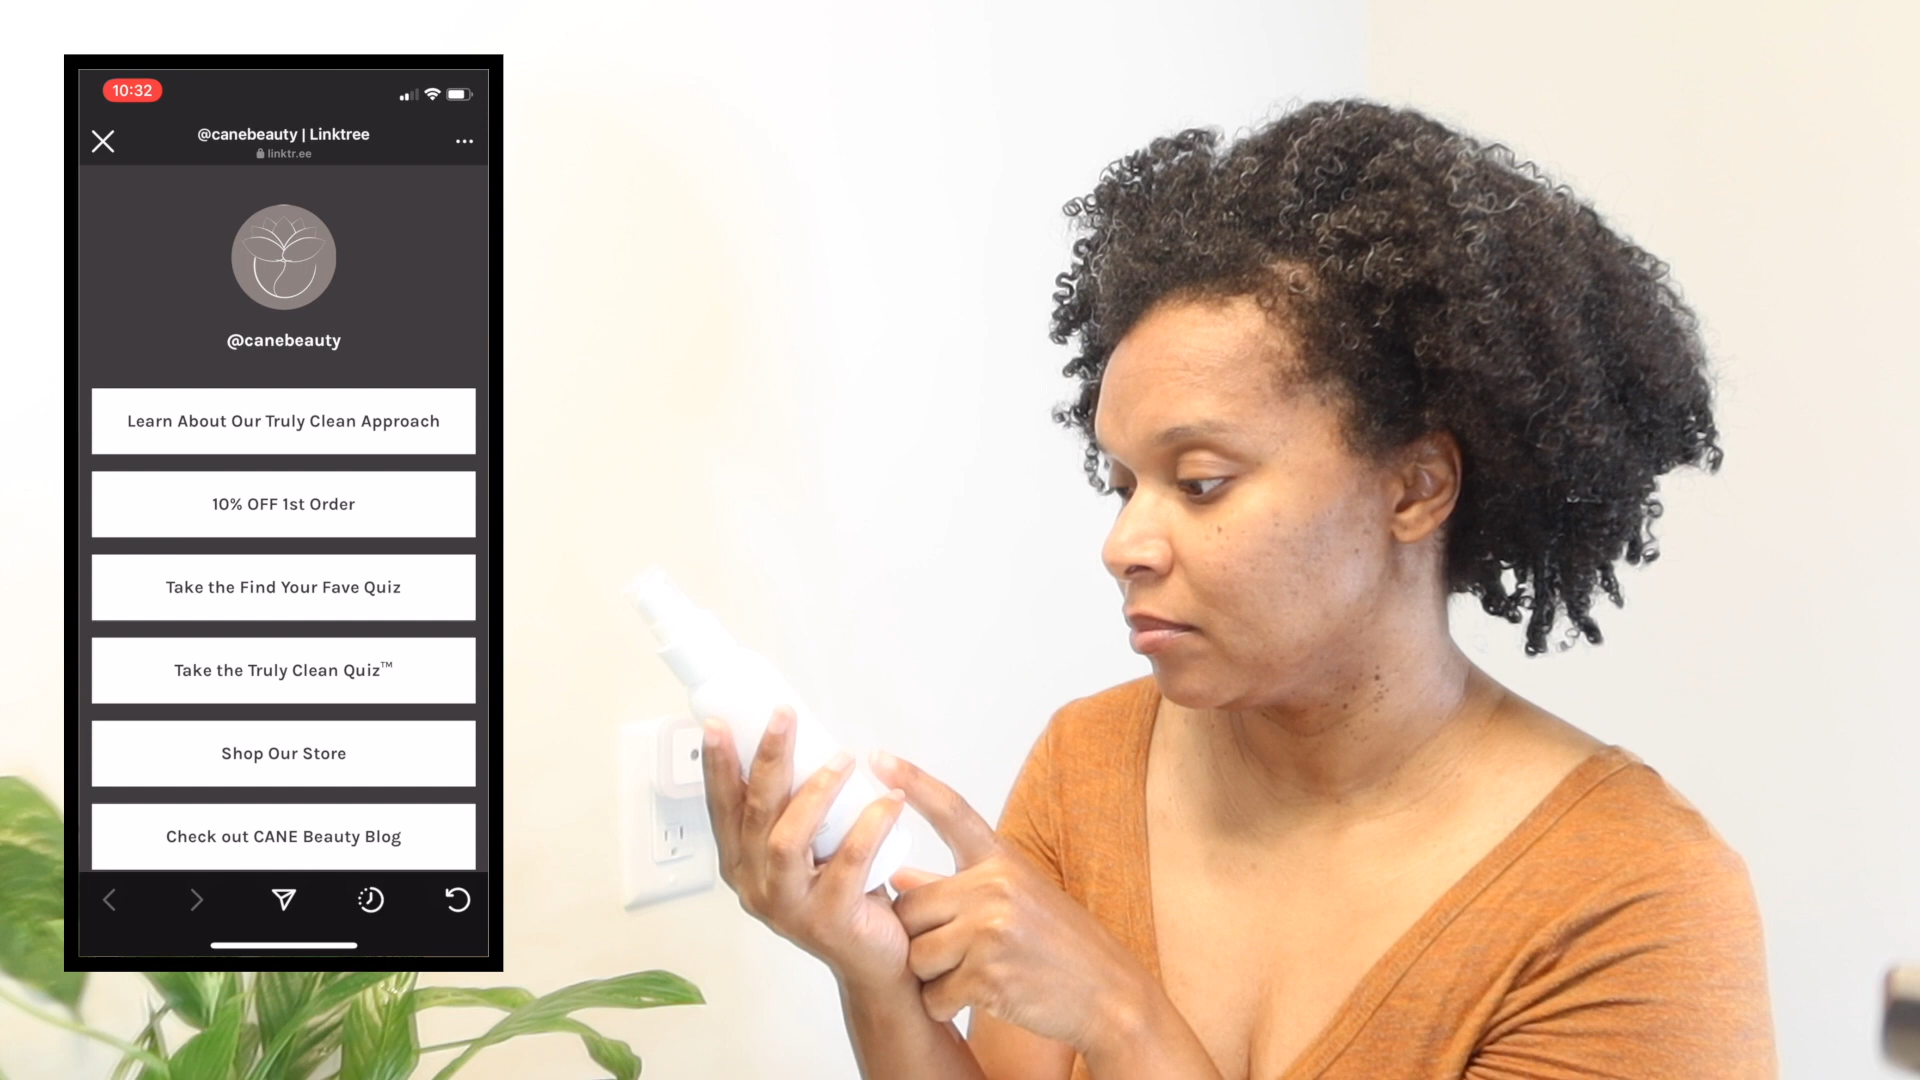 10:32
@canebeauty | Linktree
linktr.ee
@canebeauty
Learn About Our Truly Clean Approach
10% OFF 1st Order
Take the Find Your Fave Quiz
Take the Truly Clean Quiz™
Shop Our Store
Check out CANE Beauty Blog